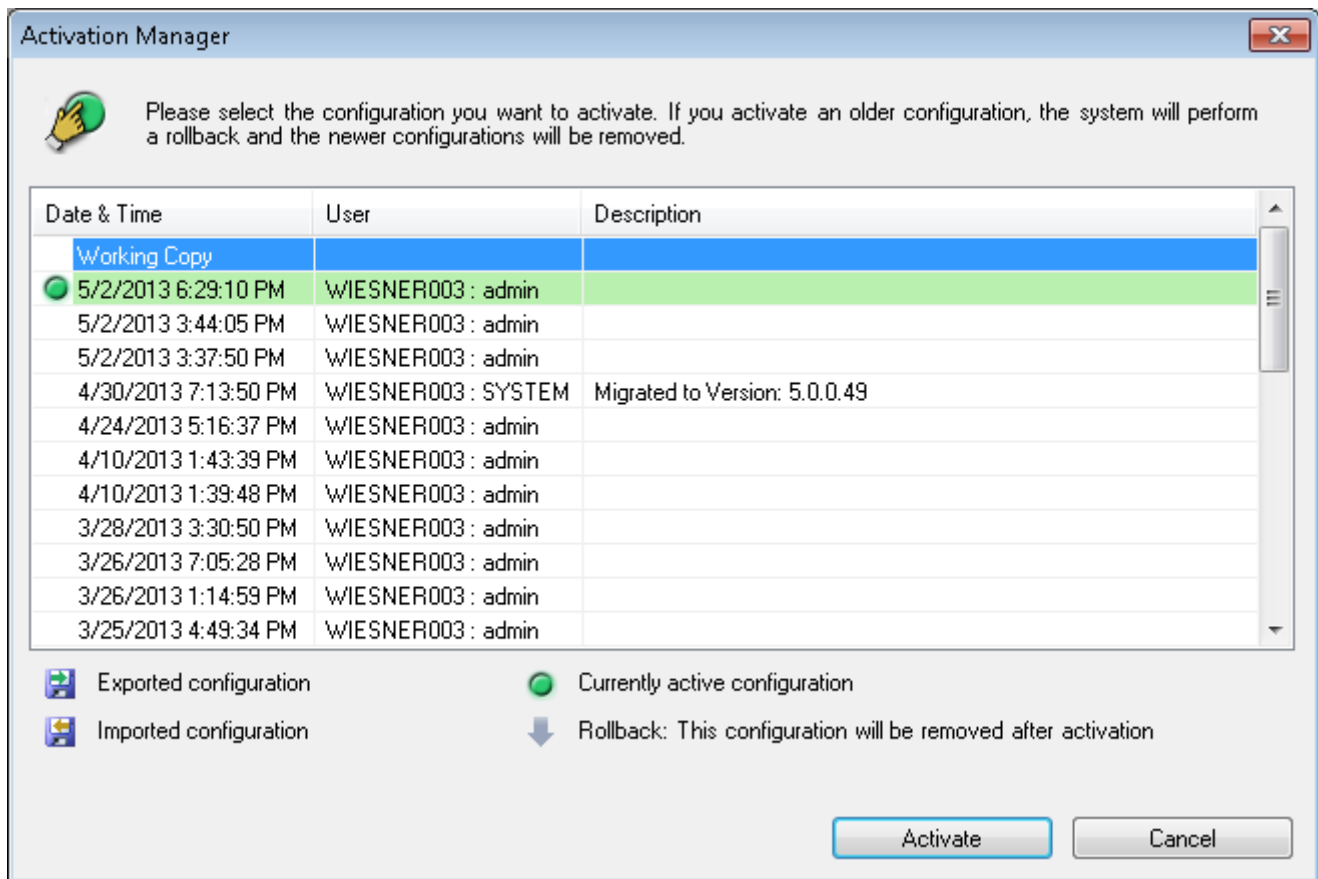 Activation Manager
Please select the configuration you want to activate. If you activate an older configuration, the system will perform
a rollback and the newer configurations will be removed.
Date & Time User Description
Working Copy
5/2/2013 6:29:10 PM WIESNER003 : admin
5/2/2013 3:44:05 PM WIESNER003 : admin
5/2/2013 3:37:50 PM WIESNER003 : admin
4/30/2013 7:13:50 PM WIESNER003 : SYSTEM Migrated to Version: 5.0.0.49
4/24/2013 5:16:37 PM WIESNER003 : admin
4/10/2013 1:43:39 PM WIESNER003 : admin
4/10/2013 1:39:48 PM WIESNER003 : admin
3/28/2013 3:30:50 PM WIESNER003 : admin
3/26/2013 7:05:28 PM WIESNER003 : admin
3/26/2013 1:14:59 PM WIESNER003 : admin
3/25/2013 4:49:34 PM WIESNER003 : admin
Exported configuration Currently active configuration
Imported configuration Rollback: This configuration will be removed after activation
Activate Cancel